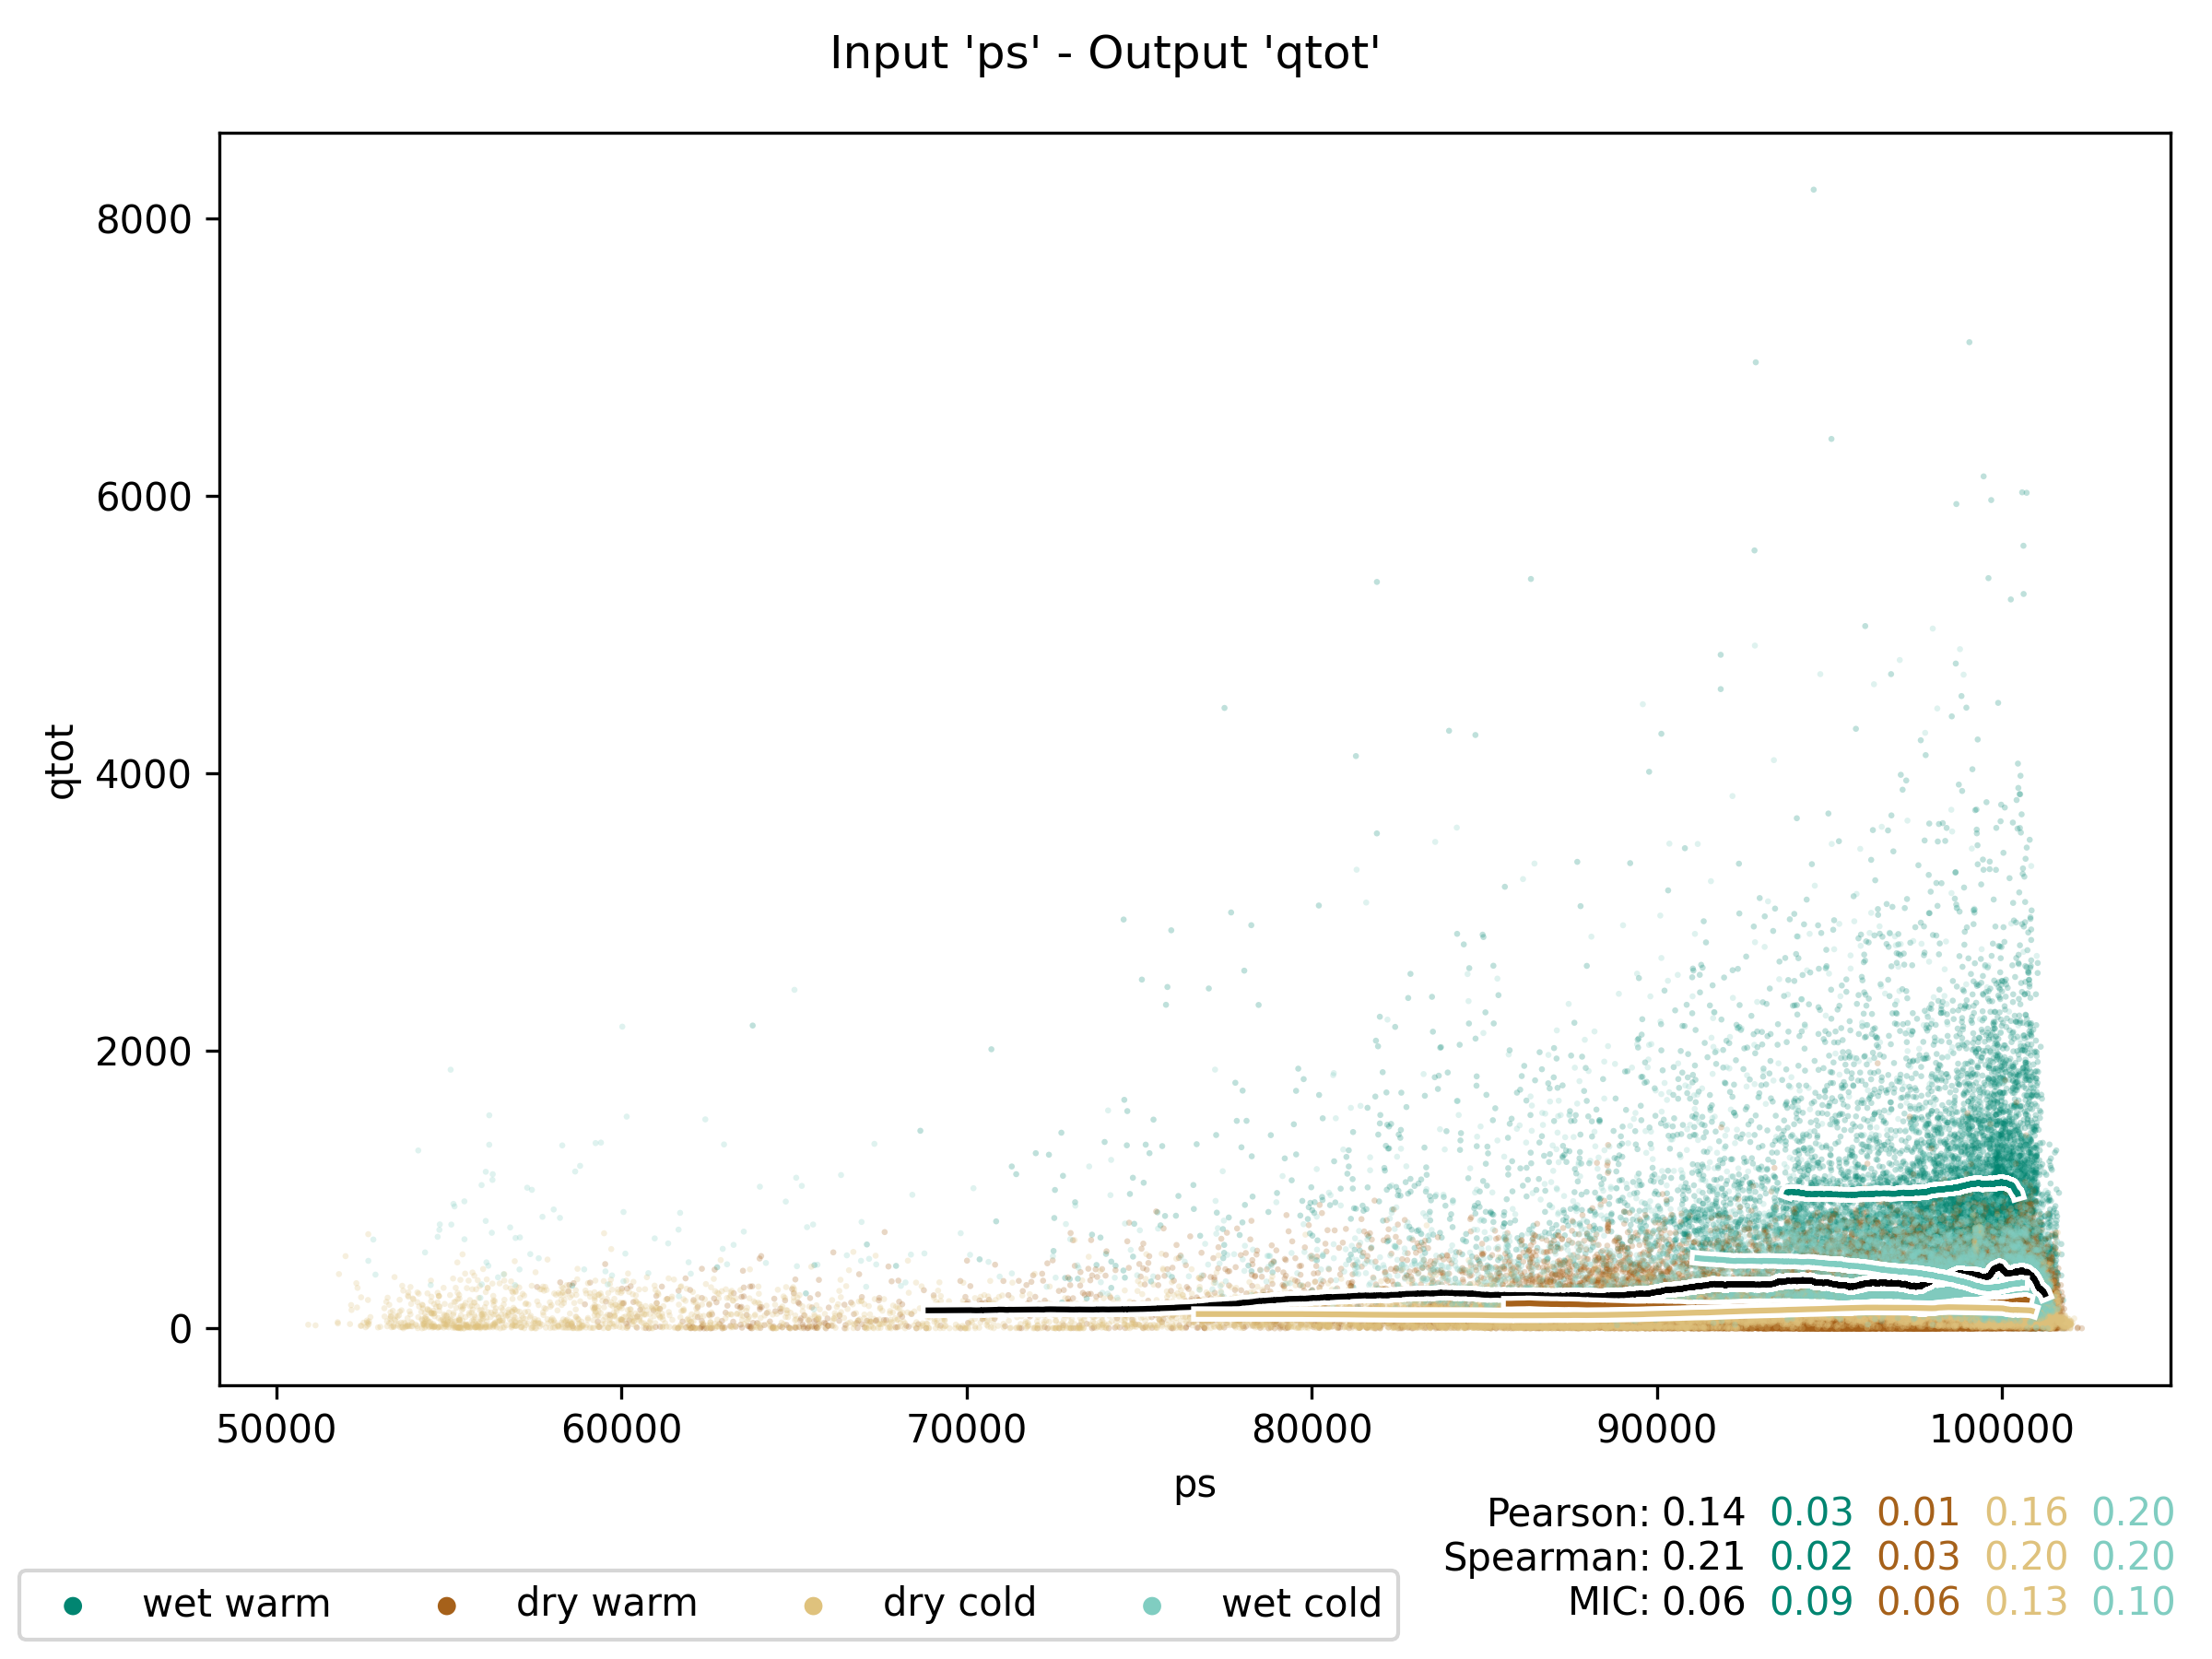 Input 'ps' - Output 'qtot'
8000
6000
4000
2000
0
qtot
50000 60000 70000 80000 90000 100000
ps
Pearson: 0.14 0.03 0.01 0.16 0.20
Spearman: 0.21 0.02 0.03 0.20 0.20
MIC: 0.06 0.09 0.06 0.13 0.10
wet warm dry warm dry cold wet cold